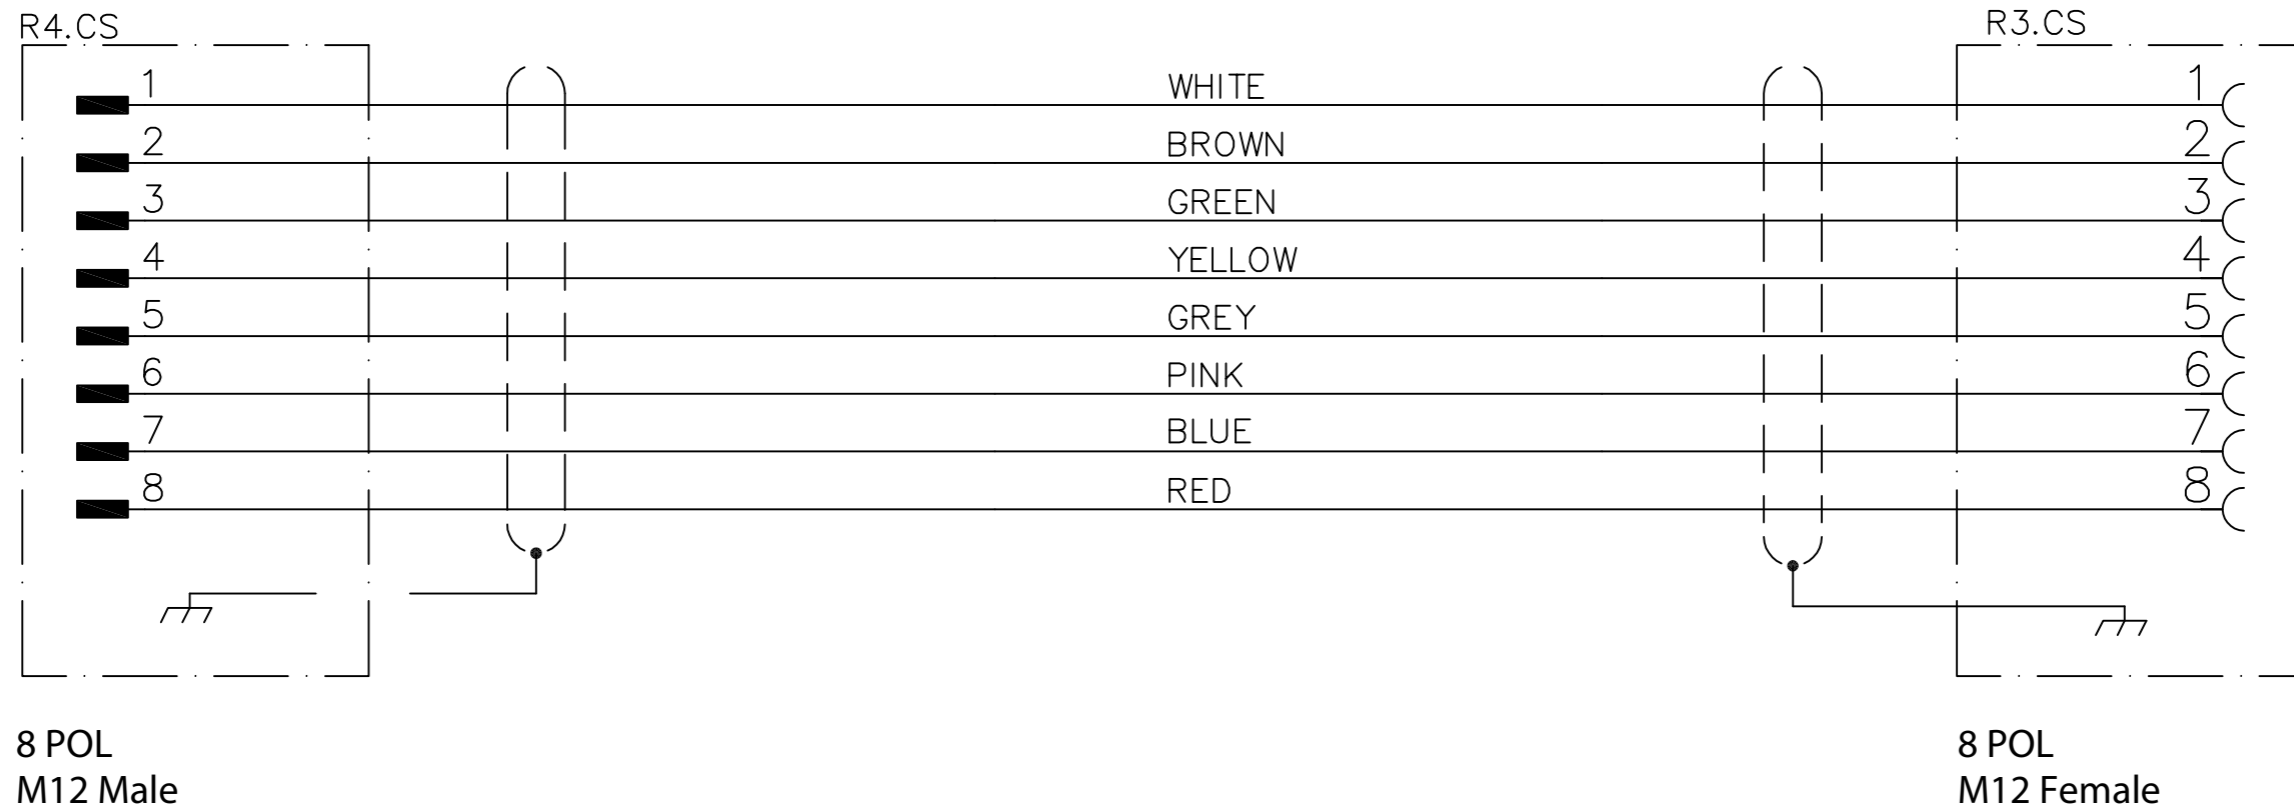 R4.CS R3.CS
1 WHITE 1
2 BROWN 2
3 GREEN 3
4 YELLOW 4
5 GREY 5
6 PINK 6
7 BLUE 7
8 RED 8
8 POL
M12 Male
8 POL
M12 Female